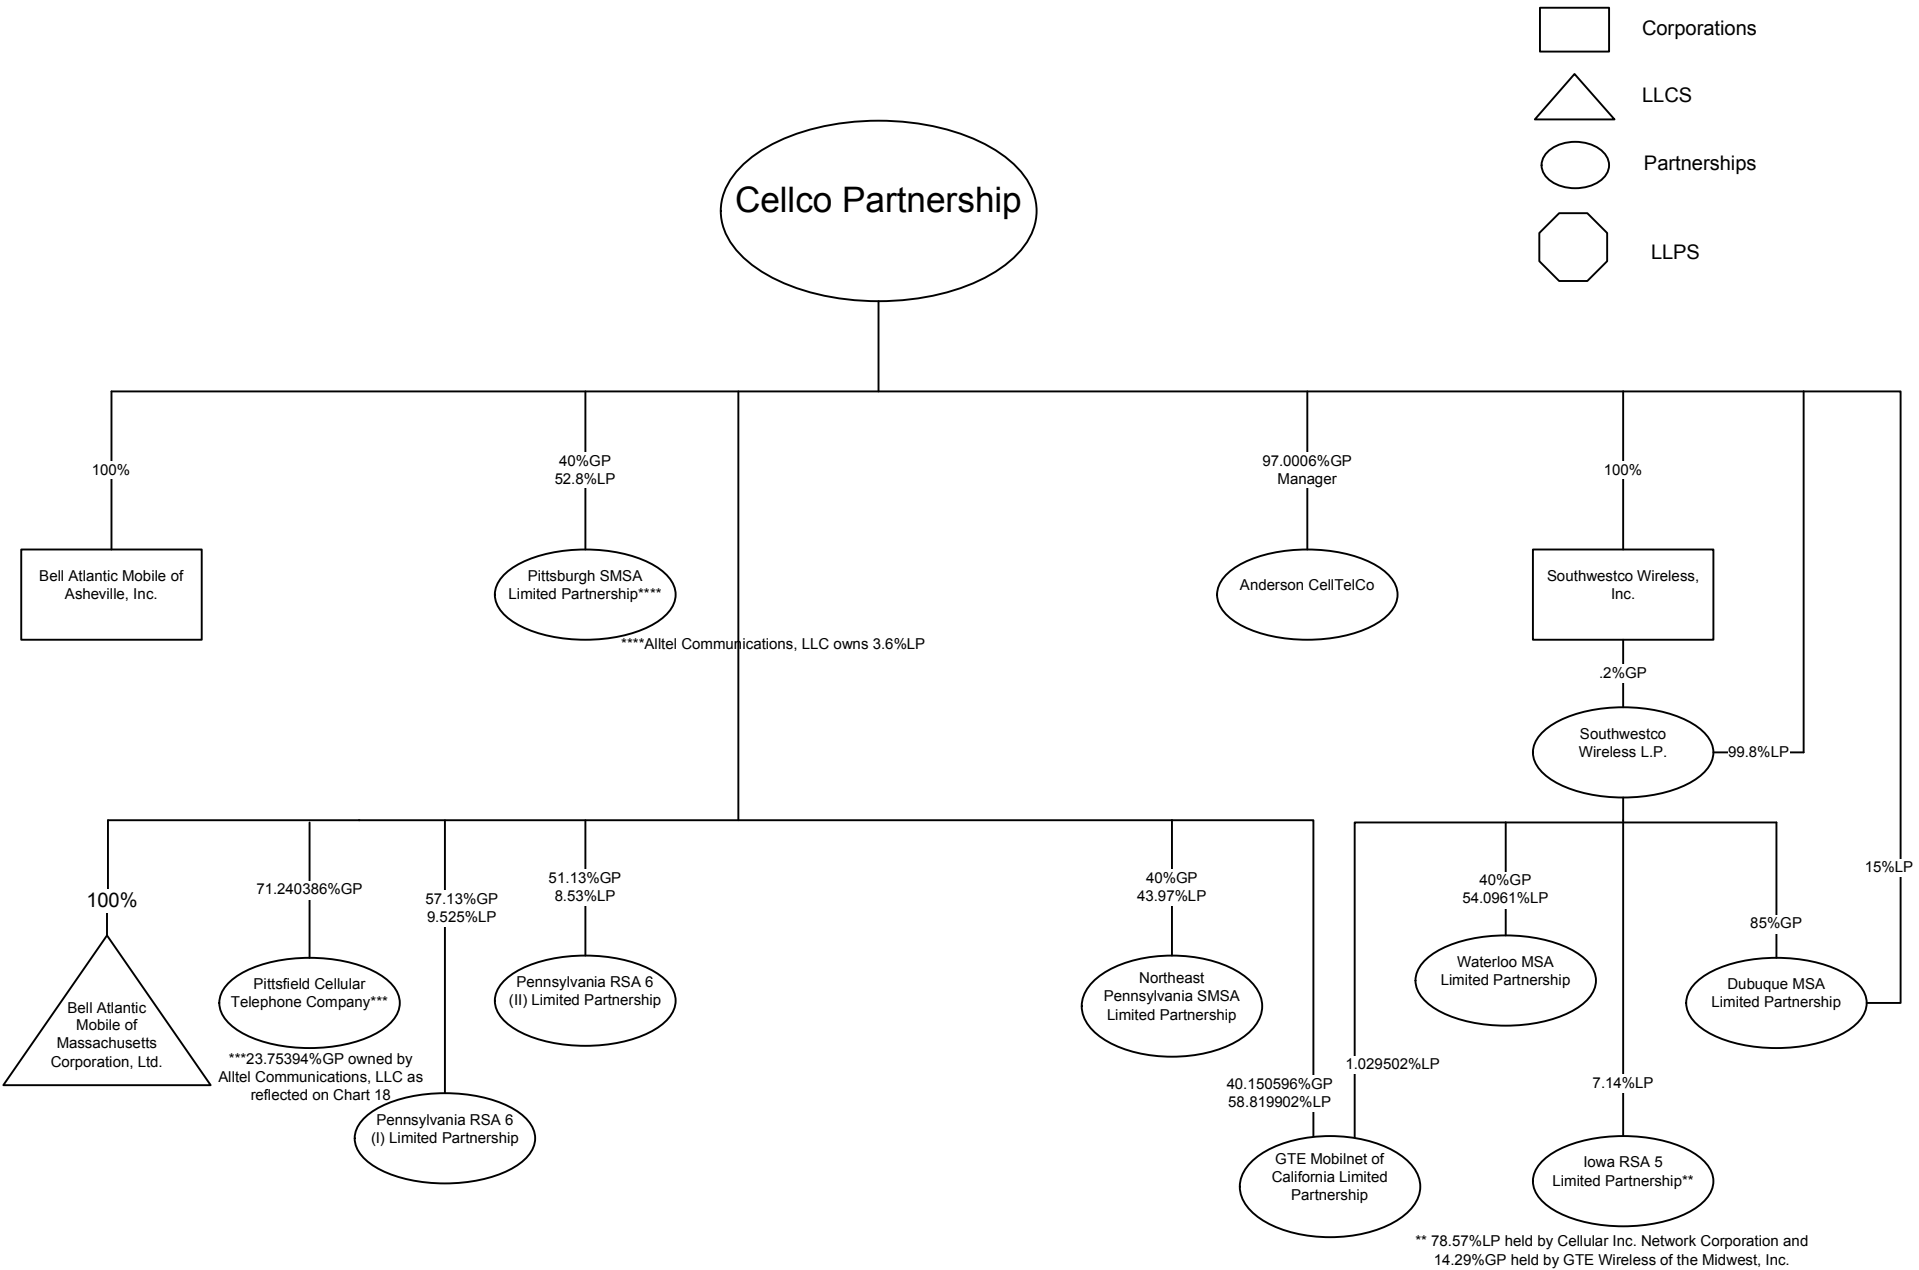 Corporations
LLCS
Partnerships
LLPS
Cellco Partnership
100%
40%GP
52.8%LP
97.0006%GP
Manager
100%
Bell Atlantic Mobile of
Asheville, Inc.
Pittsburgh SMSA
Limited Partnership****
****Alltel Communications, LLC owns 3.6%LP
Anderson CellTelCo
Southwestco Wireless,
Inc.
.2%GP
Southwestco
Wireless L.P.
99.8%LP
15%LP
100%
71.240386%GP
57.13%GP
9.525%LP
51.13%GP
8.53%LP
40%GP
43.97%LP
40%GP
54.0961%LP
85%GP
Bell Atlantic
Mobile of
Massachusetts
Corporation, Ltd.
Pittsfield Cellular
Telephone Company***
***23.75394%GP owned by
Alltel Communications, LLC as
reflected on Chart 18
Pennsylvania RSA 6
(I) Limited Partnership
Pennsylvania RSA 6
(II) Limited Partnership
Northeast
Pennsylvania SMSA
Limited Partnership
40.150596%GP
58.819902%LP
1.029502%LP
GTE Mobilnet of
California Limited
Partnership
Waterloo MSA
Limited Partnership
7.14%LP
Iowa RSA 5
Limited Partnership**
Dubuque MSA
Limited Partnership
** 78.57%LP held by Cellular Inc. Network Corporation and
14.29%GP held by GTE Wireless of the Midwest, Inc.